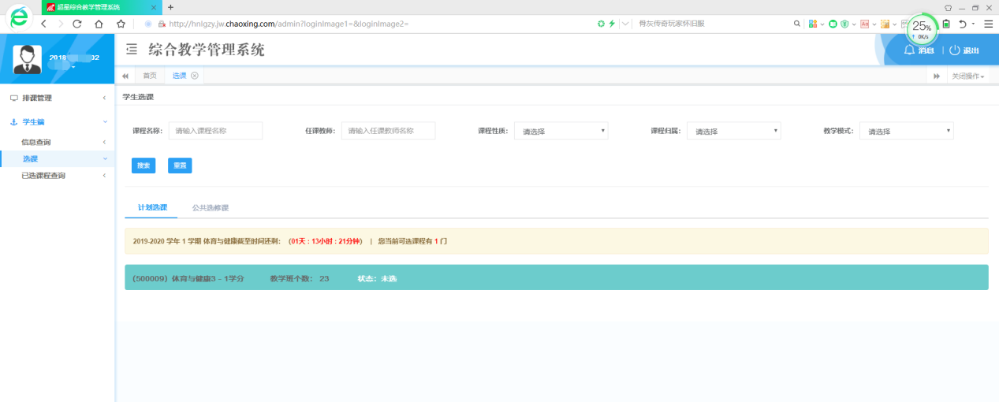 超星综合教学管理系统
http://hnlgzy.jw.chaoxing.com/admin?loginImage1=&loginImage2=
骨灰传奇玩家怀旧服
25%
0K/s
2018
02
综合教学管理系统
消息
退出
首页
选课
关闭操作
排课管理
学生端
信息查询
选课
已选课程查询
学生选课
课程名称: 请输入课程名称
任课教师: 请输入任课教师名称
课程性质: 请选择
课程归属: 请选择
教学模式: 请选择
搜索 重置
计划选课 公共选修课
2019-2020 学年 1 学期 体育与健康截至时间还剩: (01天 : 13小时 : 21分钟) | 您当前可选课程有 1 门
(500009) 体育与健康3 - 1学分 教学班个数: 23 状态: 未选